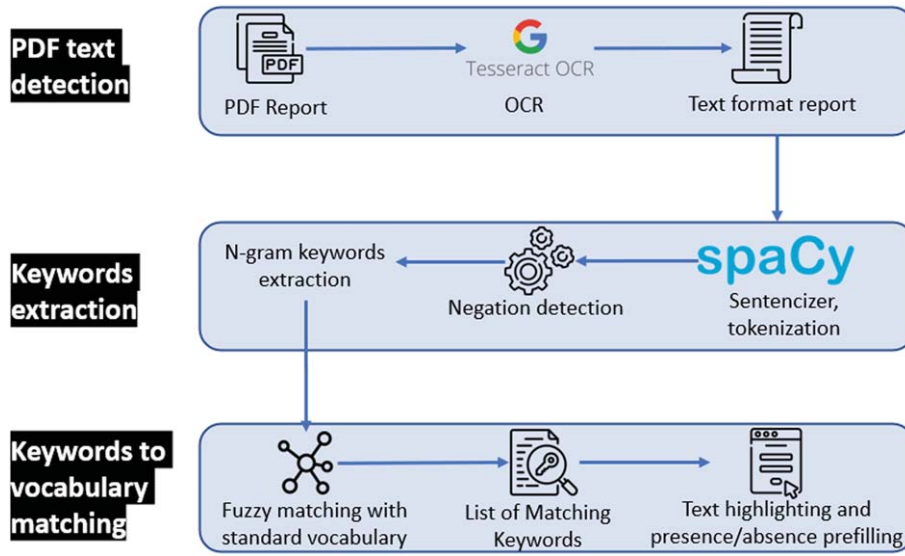 PDF text
detection
PDF
Tesseract OCR
PDF Report
OCR
Text format report
Keywords
extraction
N-gram keywords
extraction
Negation detection
spaCy
Sentencizer,
tokenization
Keywords to
vocabulary
matching
Fuzzy matching with
standard vocabulary
List of Matching
Keywords
Text highlighting and
presence/absence prefilling